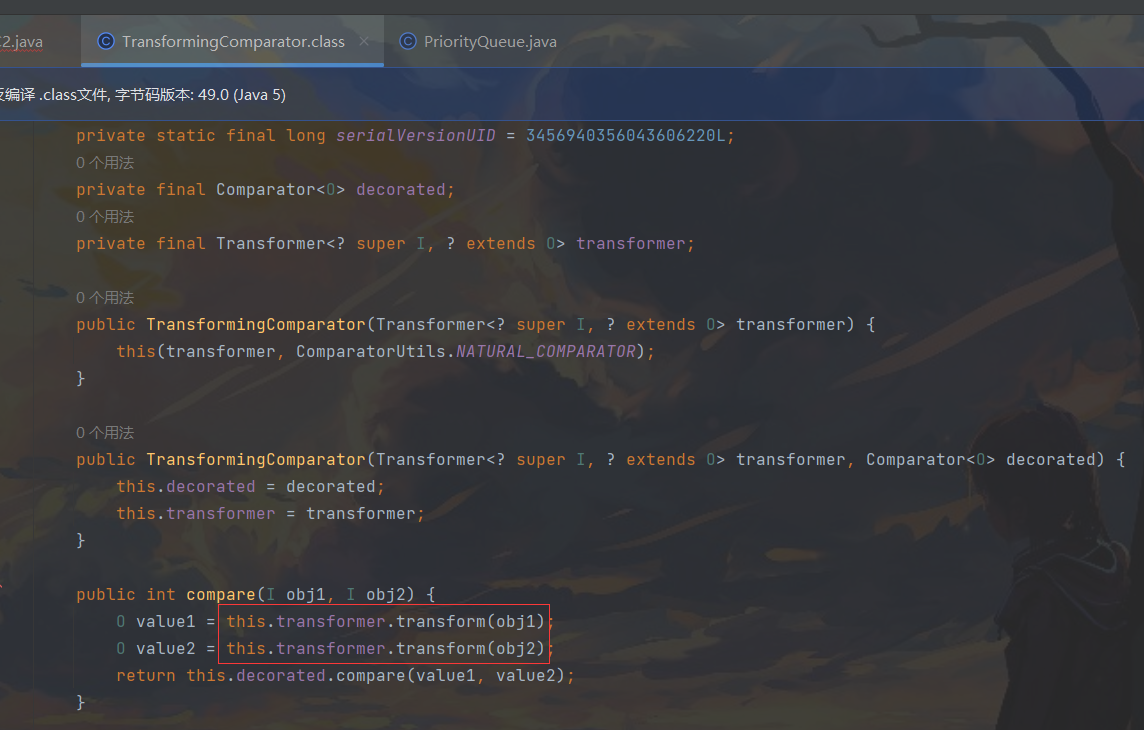 C2.java TransformingComparator.class PriorityQueue.java
反编译 .class文件, 字节码版本: 49.0 (Java 5)
private static final long serialVersionUID = 3456940356043606220L;
0 个用法
private final Comparator<O> decorated;
0 个用法
private final Transformer<? super I, ? extends O> transformer;
0 个用法
public TransformingComparator(Transformer<? super I, ? extends O> transformer) {
this(transformer, ComparatorUtils.NATURAL_COMPARATOR);
}
0 个用法
public TransformingComparator(Transformer<? super I, ? extends O> transformer, Comparator<O> decorated) {
this.decorated = decorated;
this.transformer = transformer;
}
public int compare(I obj1, I obj2) {
O value1 = this.transformer.transform(obj1);
O value2 = this.transformer.transform(obj2);
return this.decorated.compare(value1, value2);
}